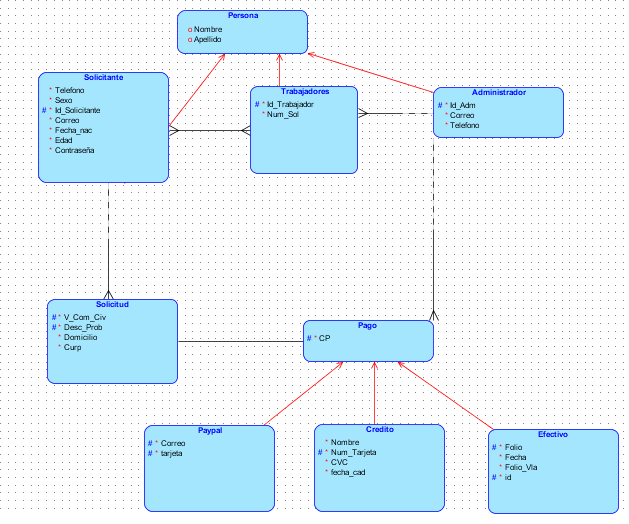 Persona
o Nombre
o Apellido
Solicitante
* Telefono
* Sexo
# * Id_Solicitante
* Correo
* Fecha_nac
* Edad
* Contraseña
Trabajadores
# * Id_Trabajador
* Num_Sol
Administrador
# * Id_Adm
* Correo
* Telefono
Solicitud
# * V_Com_Civ
# * Desc_Prob
* Domicilio
* Curp
Pago
# * CP
Paypal
# * Correo
# * tarjeta
Credito
* Nombre
# * Num_Tarjeta
* CVC
* fecha_cad
Efectivo
# * Folio
* Fecha
* Folio_Vla
# * id